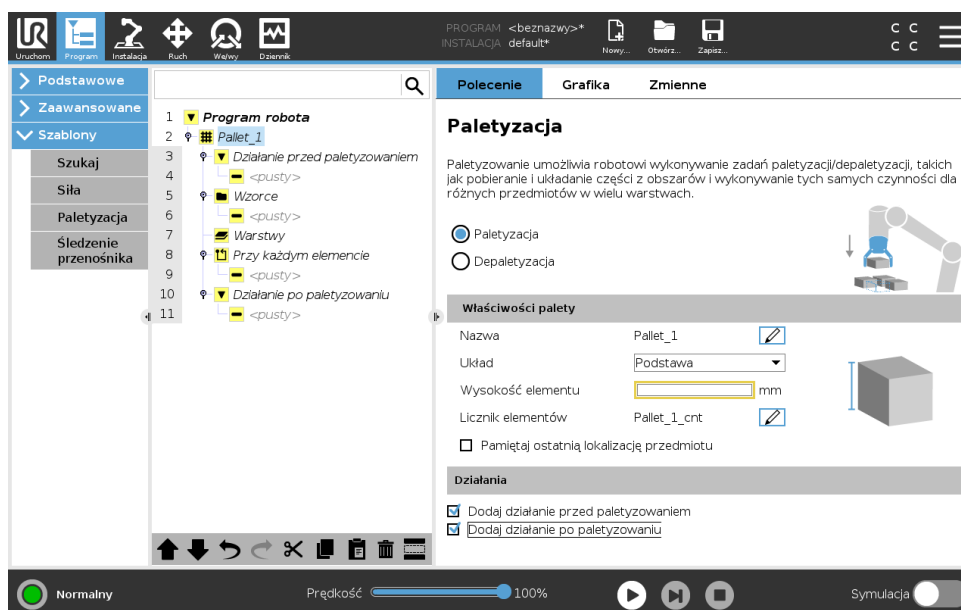 UR
PROGRAM <beznazwy>*
INSTALACJA default*
Uruchom Program Instalacja Ruch We/wy Dziennik Nowy... Otwórz... Zapisz...
C C
C C
Podstawowe
Zaawansowane
Szablony
Szukaj
Siła
Paletyzacja
Śledzenie
przenośnika
1 Program robota
2 Pallet_1
3 Działanie przed paletyzowaniem
4 <pusty>
5 Wzorce
6 <pusty>
7 Warstwy
8 Przy każdym elemencie
9 <pusty>
10 Działanie po paletyzowaniu
11 <pusty>
Polecenie Grafika Zmienne
Paletyzacja
Paletyzowanie umożliwia robotowi wykonywanie zadań paletyzacji/depaletyzacji, takich
jak pobieranie i układanie części z obszarów i wykonywanie tych samych czynności dla
różnych przedmiotów w wielu warstwach.
Paletyzacja
Depaletyzacja
Właściwości palety
Nazwa Pallet_1
Układ Podstawa
Wysokość elementu mm
Licznik elementów Pallet_1_cnt
Pamiętaj ostatnią lokalizację przedmiotu
Działania
Dodaj działanie przed paletyzowaniem
Dodaj działanie po paletyzowaniu
Normalny Prędkość 100% Symulacja